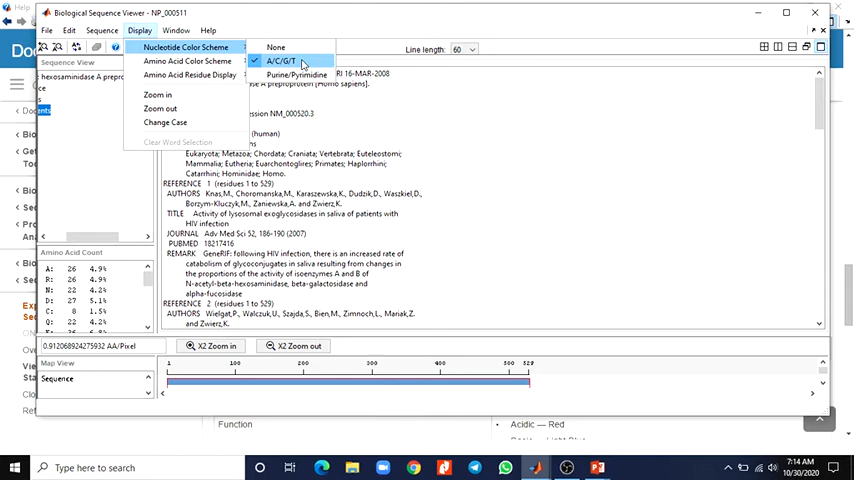 Help
Biological Sequence Viewer - NP_000511
File Edit Sequence Display Window Help
Line length: 60
Nucleotide Color Scheme
Amino Acid Color Scheme
Amino Acid Residue Display
Zoom in
Zoom out
Change Case
Clear Word Selection
None
A/C/G/T
Purine/Pyrimidine
Sequence View
hexosaminidase A prepro
ce
s
ents
RI 16-MAR-2008
e A preproprotein [Homo sapiens].
ession NM_000520.3
(human)
Eukaryota; Metazoa; Chordata; Craniata; Vertebrata; Euteleostomi;
Mammalia; Eutheria; Euarchontoglires; Primates; Haplorrhini;
Catarrhini; Hominidae; Homo.
REFERENCE 1 (residues 1 to 529)
AUTHORS Knas,M., Choromanska,M., Karaszewska,K., Dudzik,D., Waszkiel,D.,
Borzym-Kluczyk,M., Zaniewska,A. and Zwierz,K.
TITLE Activity of lysosomal exoglycosidases in saliva of patients with
HIV infection
JOURNAL Adv Med Sci 52, 186-190 (2007)
PUBMED 18217416
REMARK GeneRIF: following HIV infection, there is an increased rate of
catabolism of glycoconjugates in saliva resulting from changes in
the proportions of the activity of isoenzymes A and B of
N-acetyl-beta-hexosaminidase, beta-galactosidase and
alpha-fucosidase
REFERENCE 2 (residues 1 to 529)
AUTHORS Wielgat,P., Walczuk,U., Szajda,S., Bien,M., Zimnoch,L., Mariak,Z.
and Zwierz,K.
Amino Acid Count
A: 26 4.9%
R: 26 4.9%
N: 22 4.2%
D: 27 5.1%
C: 8 1.5%
Q: 22 4.2%
0.912068924275932 AA/Pixel
X2 Zoom in
X2 Zoom out
Map View
Sequence
1 100 200 300 400 500 529
Function
• Acidic — Red
Type here to search
7:14 AM
10/30/2020